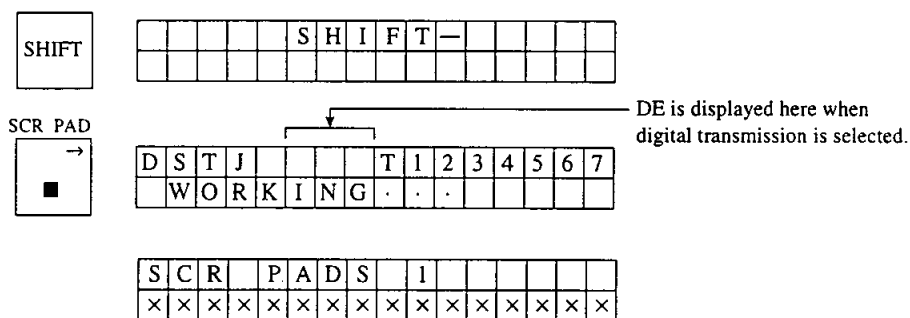 SHIFT
SHIFT—
DE is displayed here when
digital transmission is selected.
SCR PAD
→
■
DSTJ T1234567
WORKING...
SCR PADS 1
××××××××××××××××